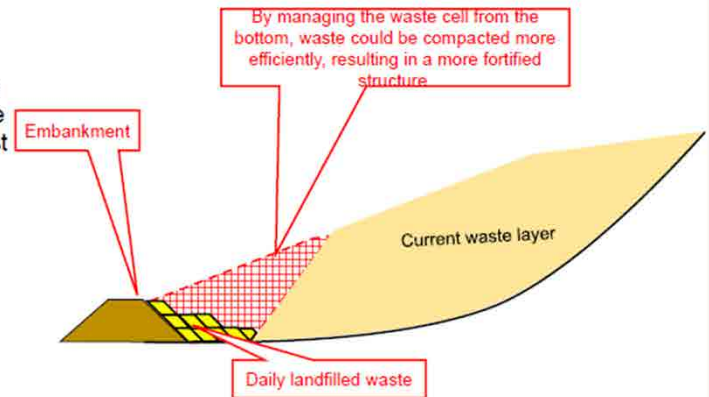 By managing the waste cell from the
bottom, waste could be compacted more
efficiently, resulting in a more fortified
structure
Embankment
Current waste layer
Daily landfilled waste